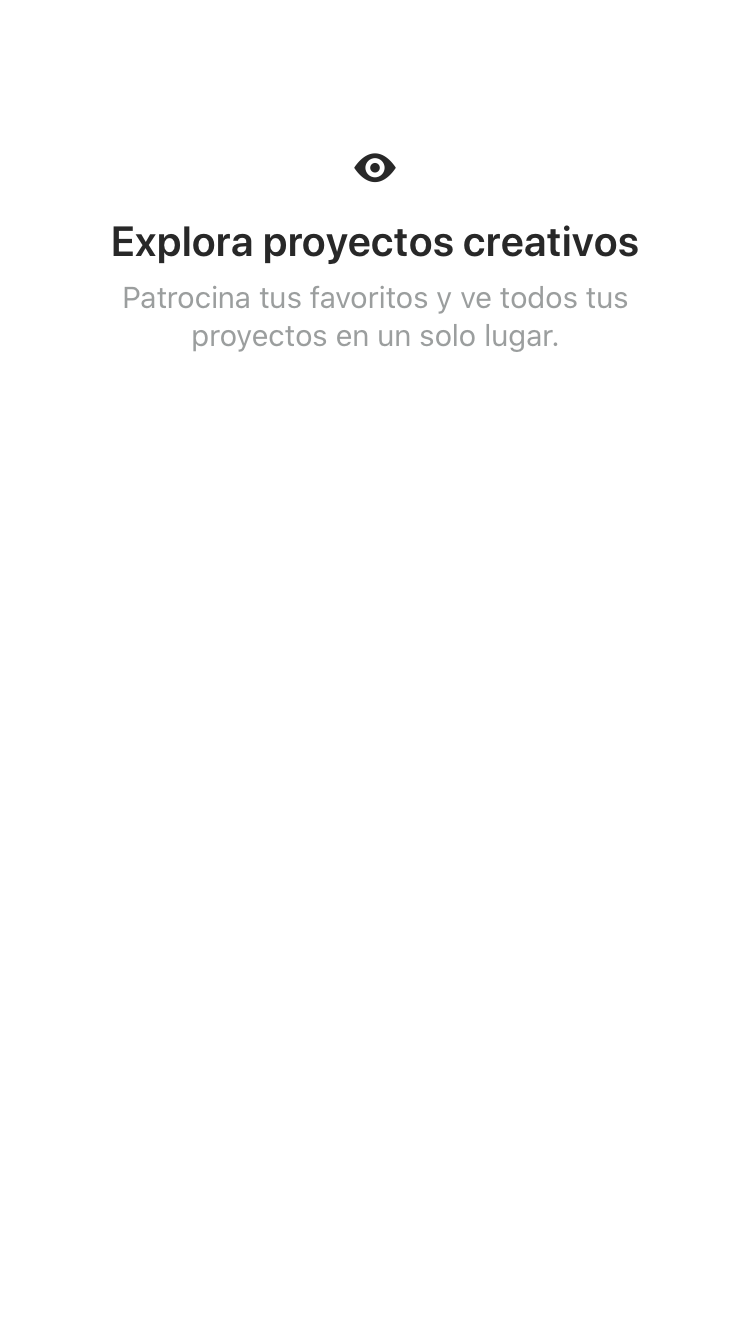 Explora proyectos creativos
Patrocina tus favoritos y ve todos tus
proyectos en un solo lugar.